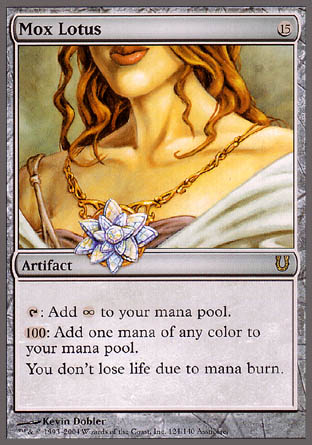 Mox Lotus 15
Artifact
: Add ∞ to your mana pool.
100: Add one mana of any color to
your mana pool.
You don't lose life due to mana burn.
Kevin Dobler
™ & © 1993-2004 Wizards of the Coast, Inc. 124/140